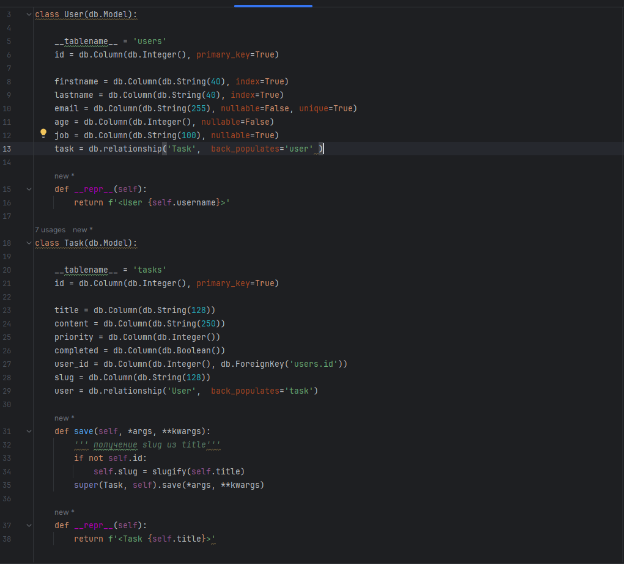 3 class User(db.Model):
4
5 __tablename__ = 'users'
6 id = db.Column(db.Integer(), primary_key=True)
7
8 firstname = db.Column(db.String(40), index=True)
9 lastname = db.Column(db.String(40), index=True)
10 email = db.Column(db.String(255), nullable=False, unique=True)
11 age = db.Column(db.Integer(), nullable=False)
12 job = db.Column(db.String(100), nullable=True)
13 task = db.relationship('Task', back_populates='user' )
14
new *
15 def __repr__(self):
16 return f'<User {self.username}>'
17
7 usages new *
18 class Task(db.Model):
19
20 __tablename__ = 'tasks'
21 id = db.Column(db.Integer(), primary_key=True)
22
23 title = db.Column(db.String(128))
24 content = db.Column(db.String(250))
25 priority = db.Column(db.Integer())
26 completed = db.Column(db.Boolean())
27 user_id = db.Column(db.Integer(), db.ForeignKey('users.id'))
28 slug = db.Column(db.String(128))
29 user = db.relationship('User', back_populates='task')
30
new *
31 def save(self, *args, **kwargs):
32 ''' получение slug из title'''
33 if not self.id:
34 self.slug = slugify(self.title)
35 super(Task, self).save(*args, **kwargs)
36
new *
37 def __repr__(self):
38 return f'<Task {self.title}>'